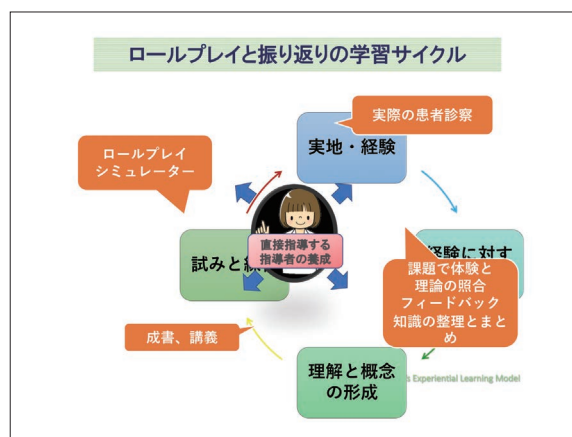 ロールプレイと振り返りの学習サイクル
実際の患者診察
実地・経験
ロールプレイ
シミュレーター
直接指導する
指導者の養成
試みと
経験に対す
課題で体験と
理論の照合
フィードバック
知識の整理とまと
め
成書、講義
理解と概念
の形成
s Experiential Learning Model